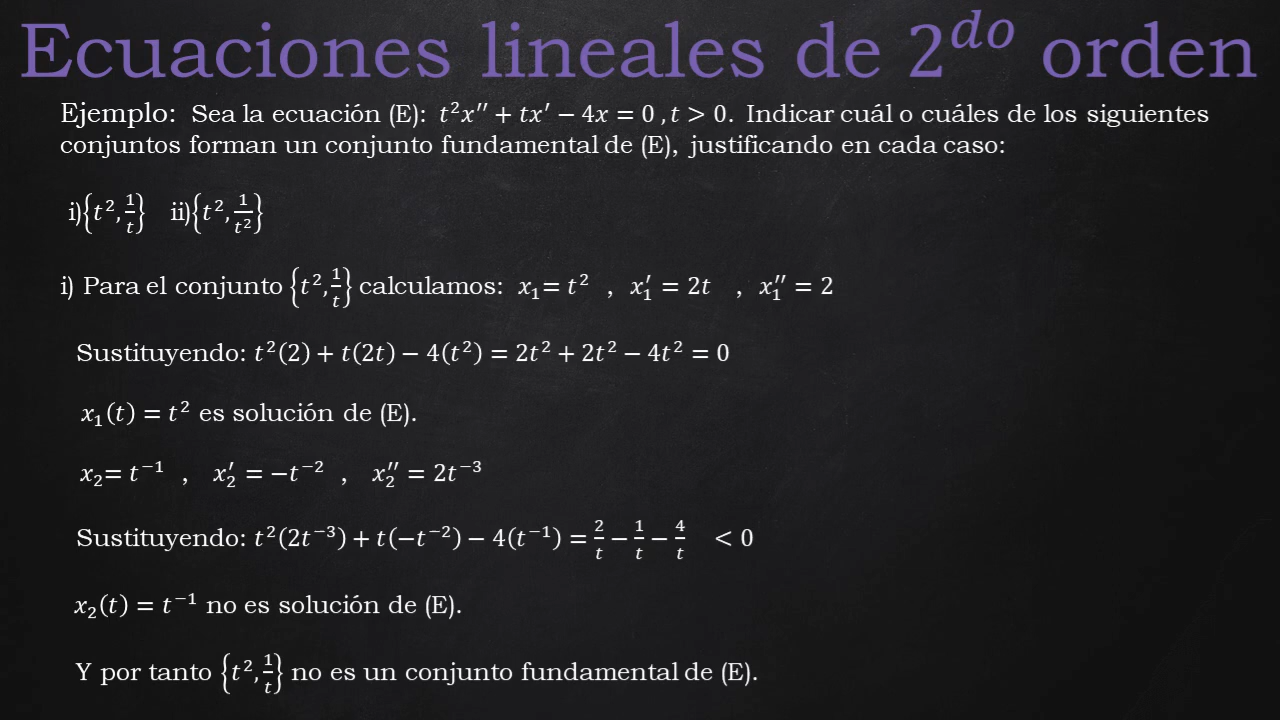 Ecuaciones lineales de 2ᵈᵒ orden
Ejemplo: Sea la ecuación (E): t²x′′ + tx′ − 4x = 0 , t > 0. Indicar cuál o cuáles de los siguientes
conjuntos forman un conjunto fundamental de (E), justificando en cada caso:
i){t², 1/t} ii){t², 1/t²}
i) Para el conjunto {t², 1/t} calculamos: x₁= t² , x₁′ = 2t , x₁′′ = 2
Sustituyendo: t²(2) + t(2t) − 4(t²) = 2t² + 2t² − 4t² = 0
x₁(t) = t² es solución de (E).
x₂= t⁻¹ , x₂′ = −t⁻² , x₂′′ = 2t⁻³
Sustituyendo: t²(2t⁻³) + t(−t⁻²) − 4(t⁻¹) = 2/t − 1/t − 4/t < 0
x₂(t) = t⁻¹ no es solución de (E).
Y por tanto {t², 1/t} no es un conjunto fundamental de (E).